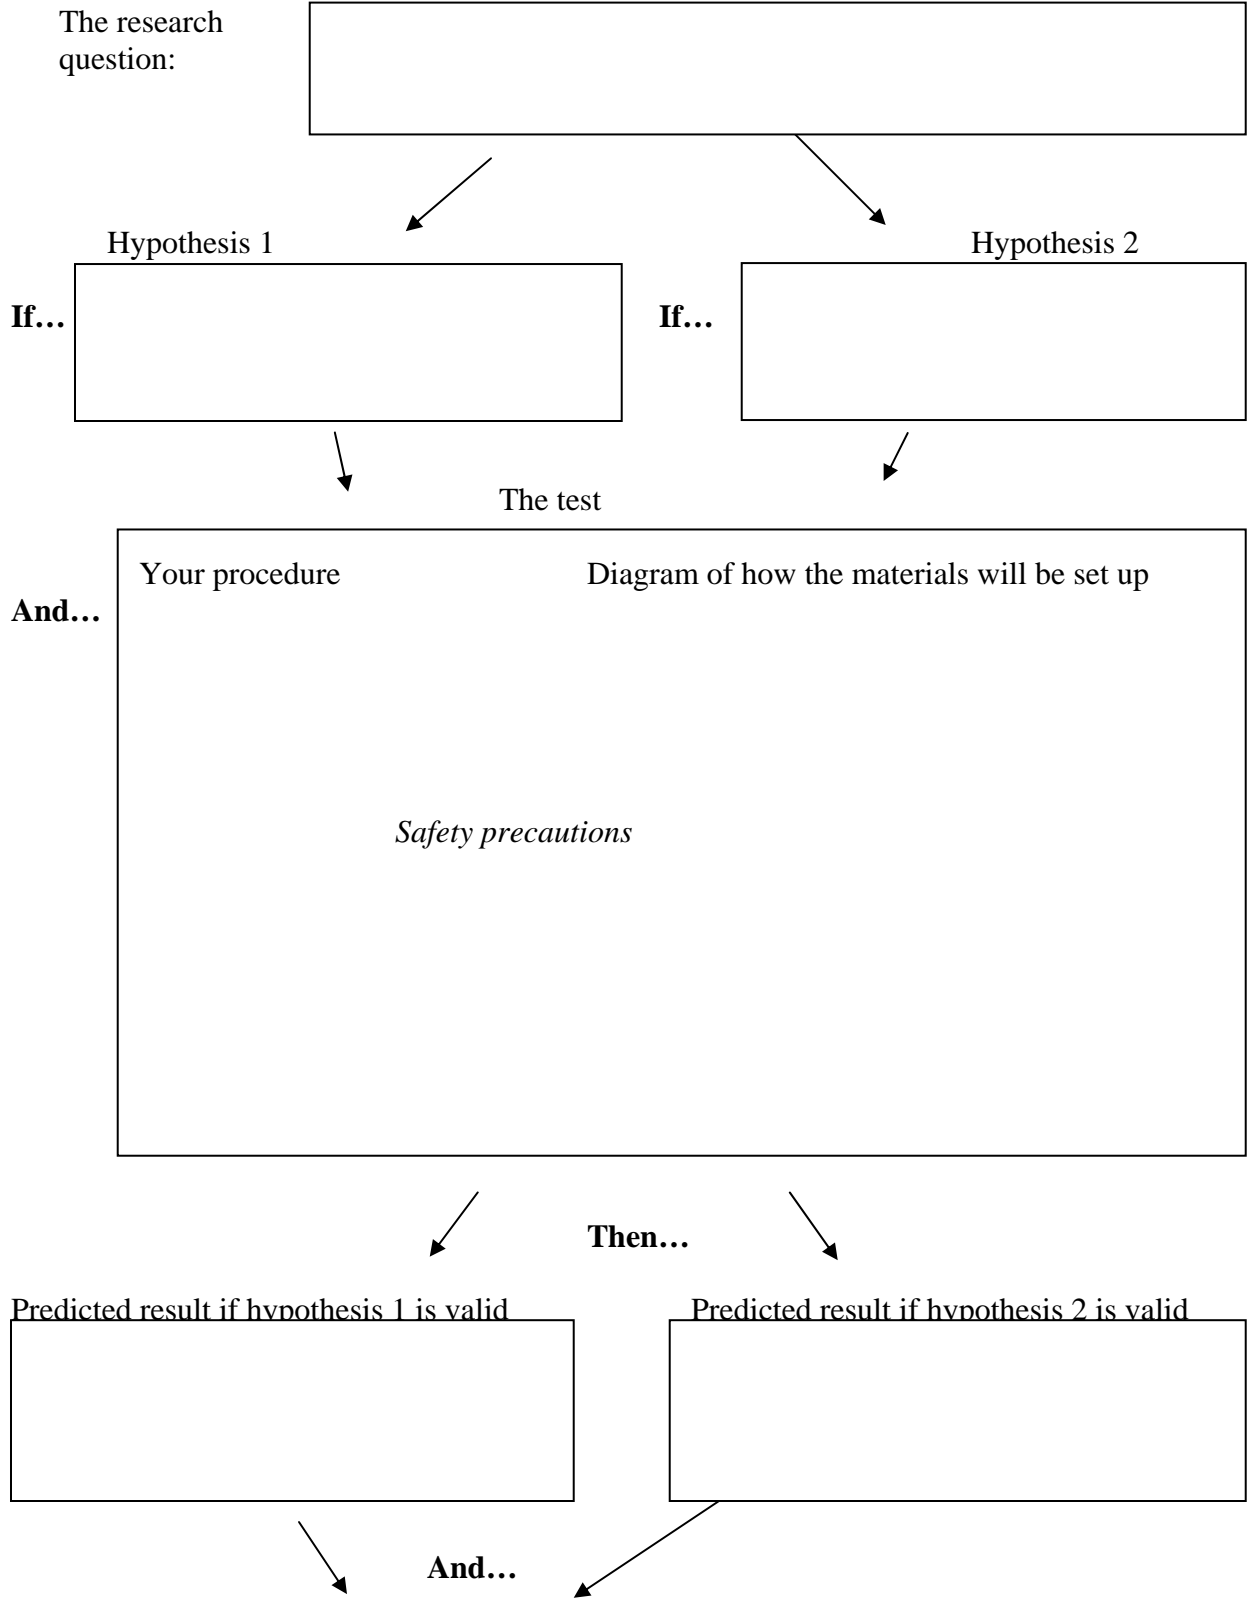 The research
question:
Hypothesis 1
Hypothesis 2
If…
If…
The test
Your procedure
Diagram of how the materials will be set up
And…
Safety precautions
Then…
Predicted result if hypothesis 1 is valid
Predicted result if hypothesis 2 is valid
And…